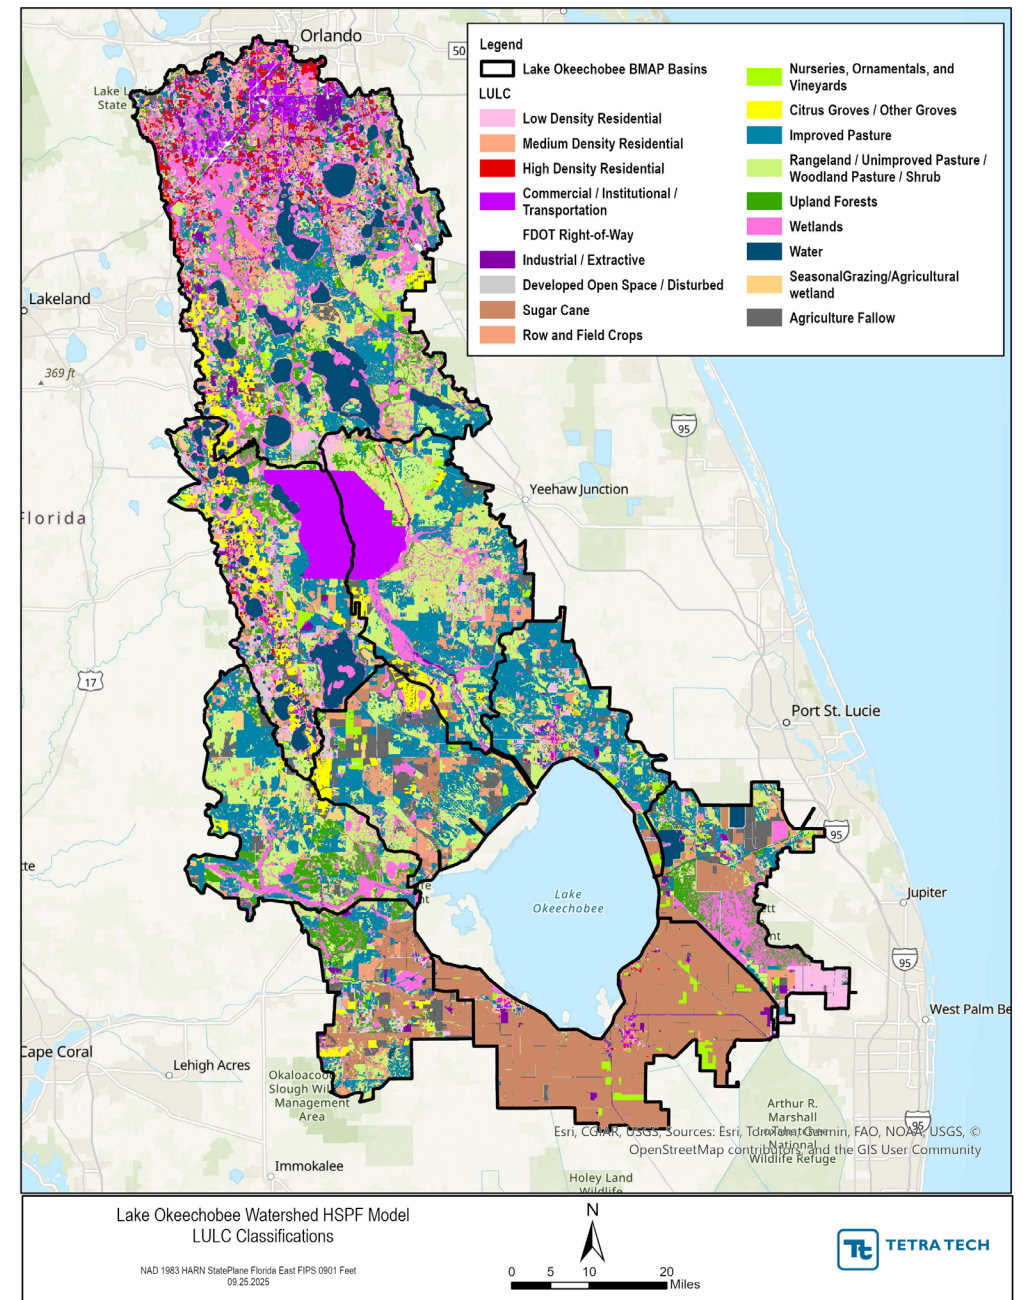 Orlando
50
Legend
Lake Okeechobee BMAP Basins
LULC
Low Density Residential
Medium Density Residential
High Density Residential
Commercial / Institutional /
Transportation
FDOT Right-of-Way
Industrial / Extractive
Developed Open Space / Disturbed
Sugar Cane
Row and Field Crops
Nurseries, Ornamentals, and
Vineyards
Citrus Groves / Other Groves
Improved Pasture
Rangeland / Unimproved Pasture /
Woodland Pasture / Shrub
Upland Forests
Wetlands
Water
SeasonalGrazing/Agricultural
wetland
Agriculture Fallow
Lake
State
Lakeland
369 ft
95
Yeehaw Junction
Florida
17
Port St. Lucie
95
Lake
Okeechobee
Jupiter
95
West Palm Be
Cape Coral
Lehigh Acres
Okaloacoo
Slough Wil
Management
Area
Immokalee
Arthur R.
Marshall
National
Wildlife Refuge
95
Holey Land
Wildlife
Esri, CGIAR, USGS, Sources: Esri, TomTom, Garmin, FAO, NOAA, USGS, ©
OpenStreetMap contributors, and the GIS User Community
Lake Okeechobee Watershed HSPF Model
LULC Classifications
NAD 1983 HARN StatePlane Florida East FIPS 0901 Feet
09.25.2025
N
0 5 10 20
Miles
Tt TETRA TECH